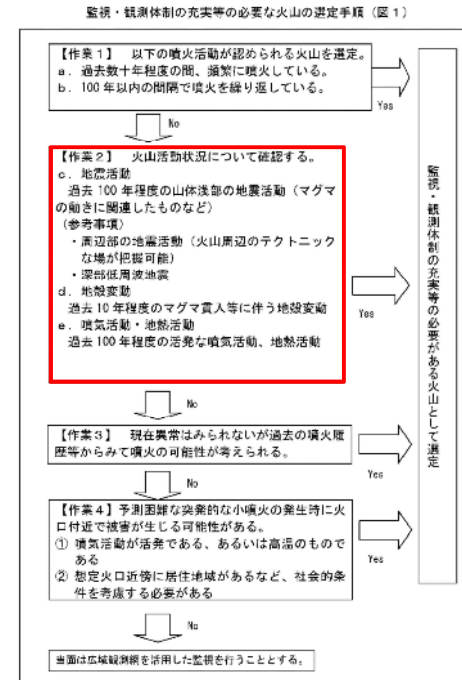 監視・観測体制の充実等の必要な火山の選定手順（図１）
【作業１】　以下の噴火活動が認められる火山を選定。
ａ．過去数十年程度の間、頻繁に噴火している。
ｂ．100年以内の間隔で噴火を繰り返している。
Yes
No
【作業２】　火山活動状況について確認する。
ｃ．地震活動
過去 100 年程度の山体浅部の地震活動（マグマ
の動きに関連したものなど）
（参考事項）
・周辺部の地震活動（火山周辺のテクトニック
な場が把握可能）
・深部低周波地震
ｄ．地殻変動
過去 10 年程度のマグマ貫入等に伴う地殻変動
ｅ．噴気活動・地熱活動
過去 100 年程度の活発な噴気活動、地熱活動
Yes
No
【作業３】　現在異常はみられないが過去の噴火履
歴等からみて噴火の可能性が考えられる。
Yes
No
【作業４】予測困難な突発的な小噴火の発生時に火
口付近で被害が生じる可能性がある。
① 噴気活動が活発である、あるいは高温のもので
ある
② 想定火口近傍に居住地域があるなど、社会的条
件を考慮する必要がある
Yes
No
当面は広域観測網を活用した監視を行うこととする。
監視・観測体制の充実等の必要がある火山として選定